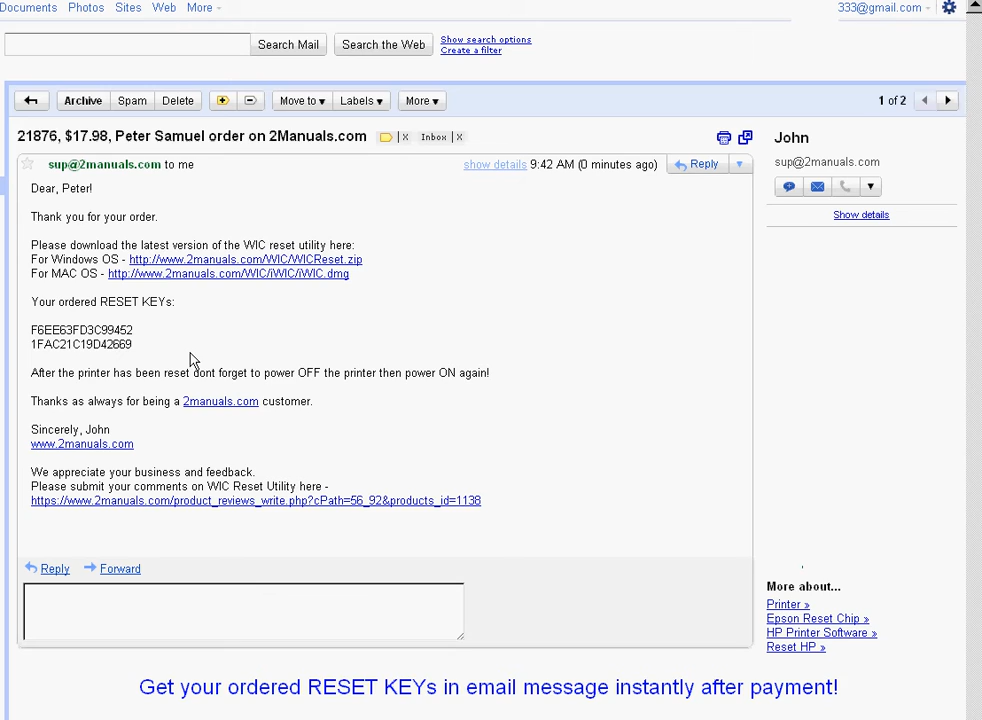 Documents Photos Sites Web More
333@gmail.com
Search Mail Search the Web Show search options
Create a filter
Archive Spam Delete Move to Labels More 1 of 2
21876, $17.98, Peter Samuel order on 2Manuals.com | X Inbox | X
John
sup@2manuals.com to me show details 9:42 AM (0 minutes ago) Reply
sup@2manuals.com
Dear, Peter!
Thank you for your order.
Show details
Please download the latest version of the WIC reset utility here:
For Windows OS - http://www.2manuals.com/WIC/WICReset.zip
For MAC OS - http://www.2manuals.com/WIC/iWIC/iWIC.dmg
Your ordered RESET KEYs:
F6EE63FD3C99452
1FAC21C19D42669
After the printer has been reset dont forget to power OFF the printer then power ON again!
Thanks as always for being a 2manuals.com customer.
Sincerely, John
www.2manuals.com
We appreciate your business and feedback.
Please submit your comments on WIC Reset Utility here -
https://www.2manuals.com/product_reviews_write.php?cPath=56_92&products_id=1138
Reply Forward
More about...
Printer »
Epson Reset Chip »
HP Printer Software »
Reset HP »
Get your ordered RESET KEYs in email message instantly after payment!